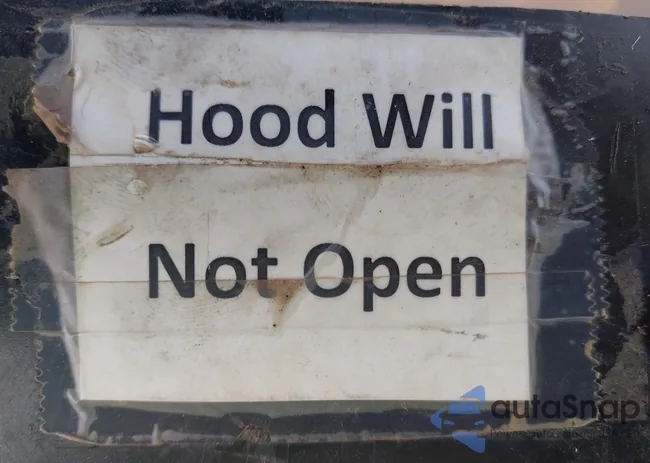 Hood Will
Not Open
autaSnap